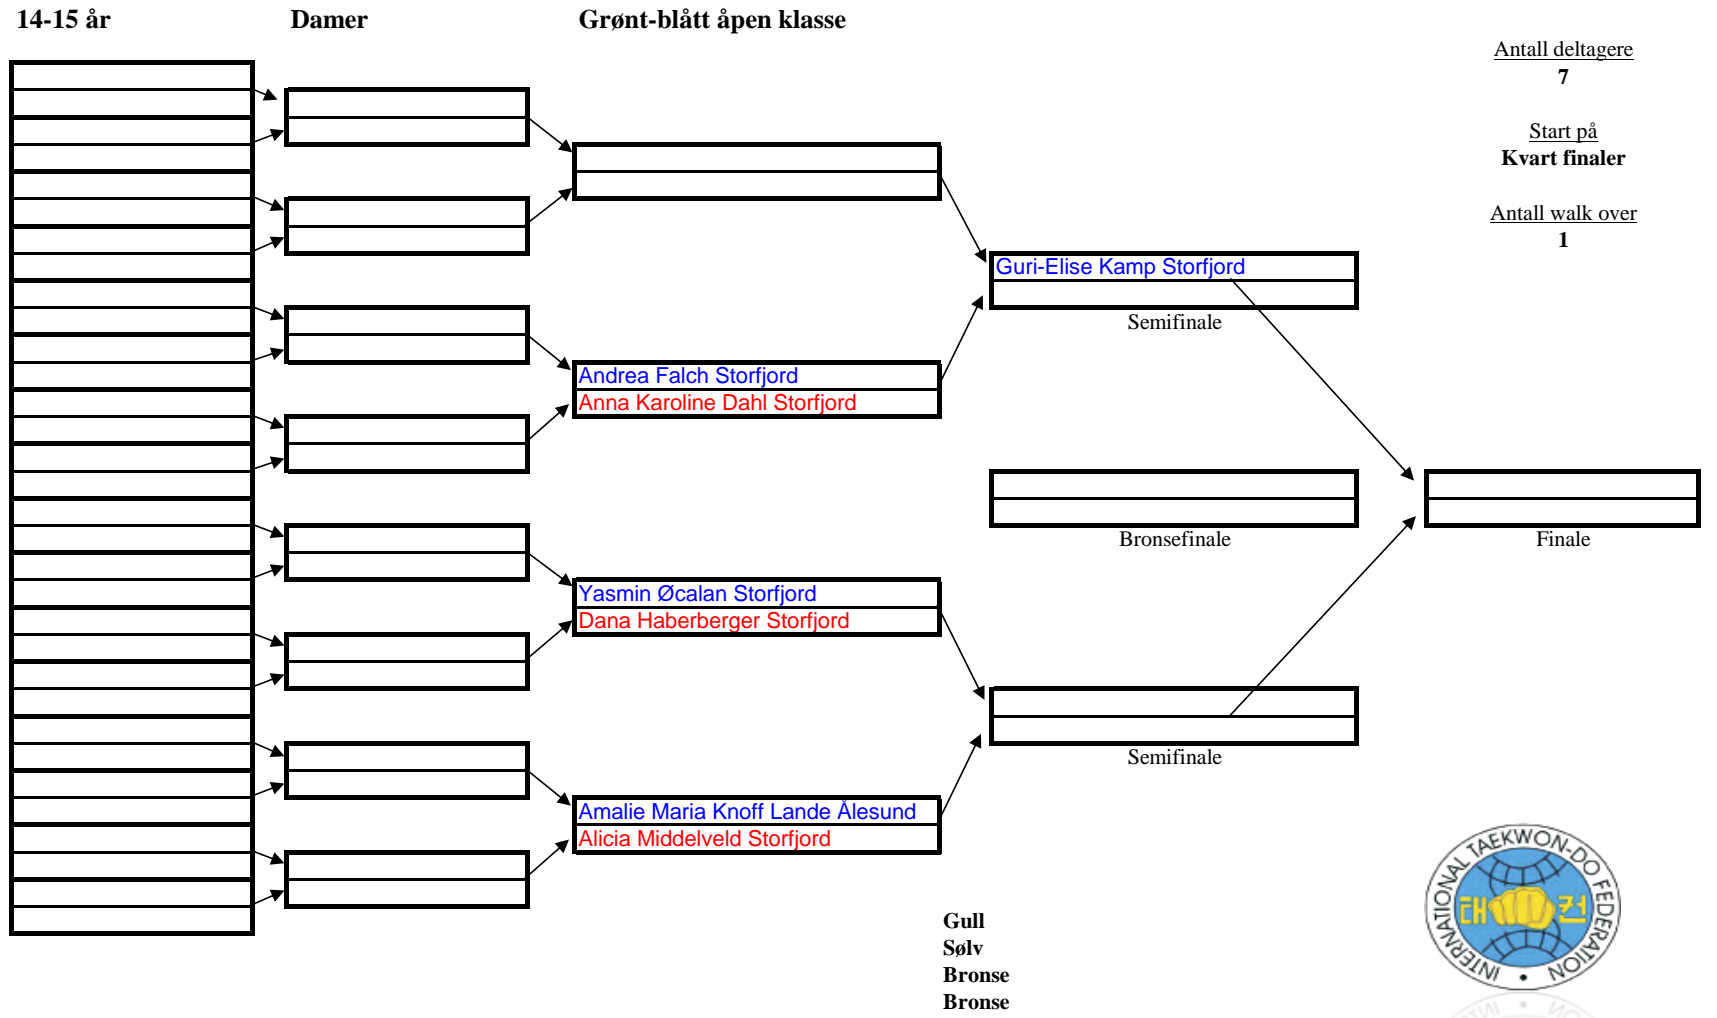 14-15 år Damer Grønt-blått åpen klasse
Antall deltagere
7
Start på
Kvart finaler
Antall walk over
1
Guri-Elise Kamp Storfjord
Semifinale
Andrea Falch Storfjord
Anna Karoline Dahl Storfjord
Bronsefinale
Finale
Yasmin Øcalan Storfjord
Dana Haberberger Storfjord
Semifinale
Amalie Maria Knoff Lande Ålesund
Alicia Middelveld Storfjord
Gull
Sølv
Bronse
Bronse
INTERNATIONAL TAEKWON-DO FEDERATION
태권